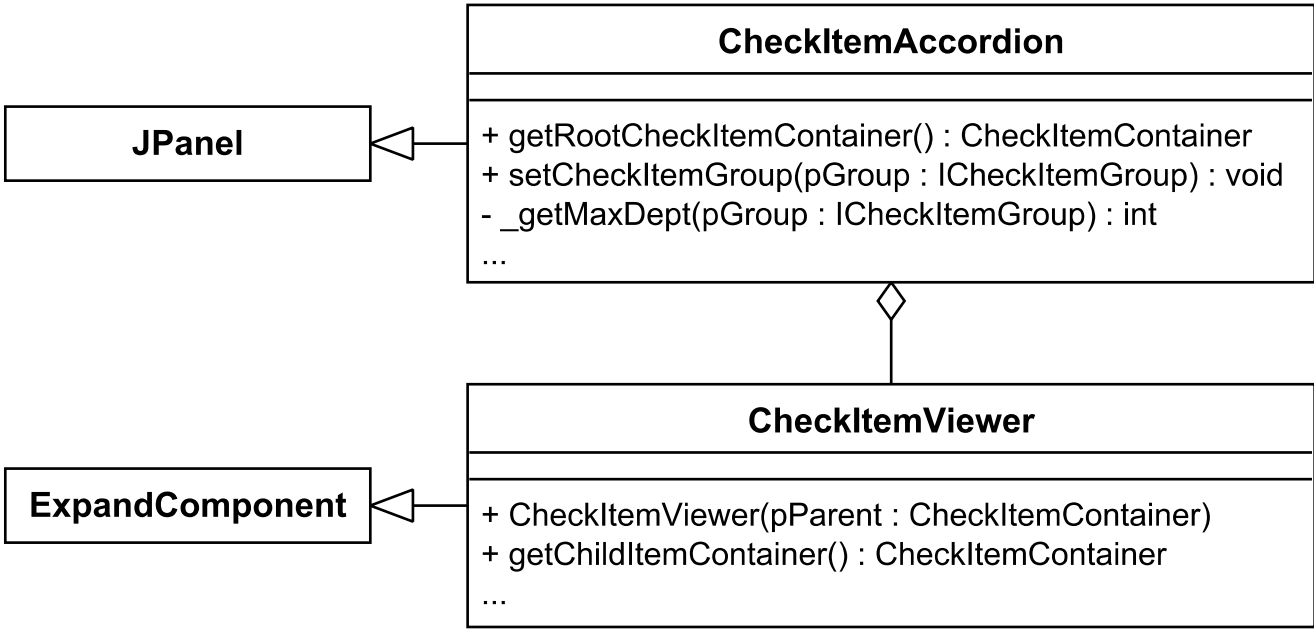 CheckItemAccordion
JPanel
+ getRootCheckItemContainer() : CheckItemContainer
+ setCheckItemGroup(pGroup : ICheckItemGroup) : void
- _getMaxDept(pGroup : ICheckItemGroup) : int
...
CheckItemViewer
ExpandComponent
+ CheckItemViewer(pParent : CheckItemContainer)
+ getChildItemContainer() : CheckItemContainer
...